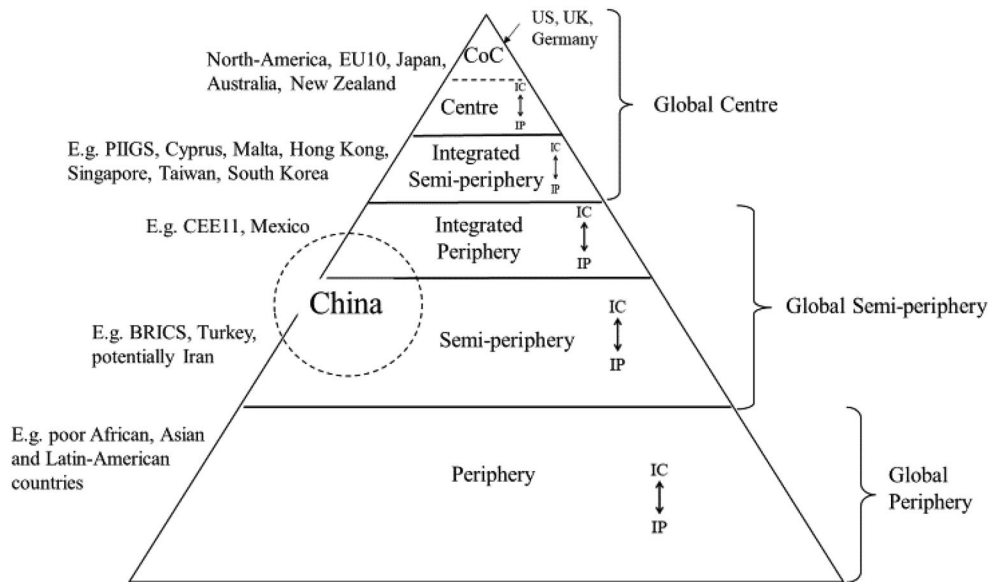 US, UK,
Germany
CoC
North-America, EU10, Japan,
Australia, New Zealand
Global Centre
IC
Centre
IP
E.g. PIIGS, Cyprus, Malta, Hong Kong,
Singapore, Taiwan, South Korea
Integrated
Semi-periphery
IC
IP
E.g. CEE11, Mexico
Integrated
Periphery
IC
IP
Global Semi-periphery
China
E.g. BRICS, Turkey,
potentially Iran
Semi-periphery
IC
IP
E.g. poor African, Asian
and Latin-American
countries
Periphery
IC
IP
Global
Periphery